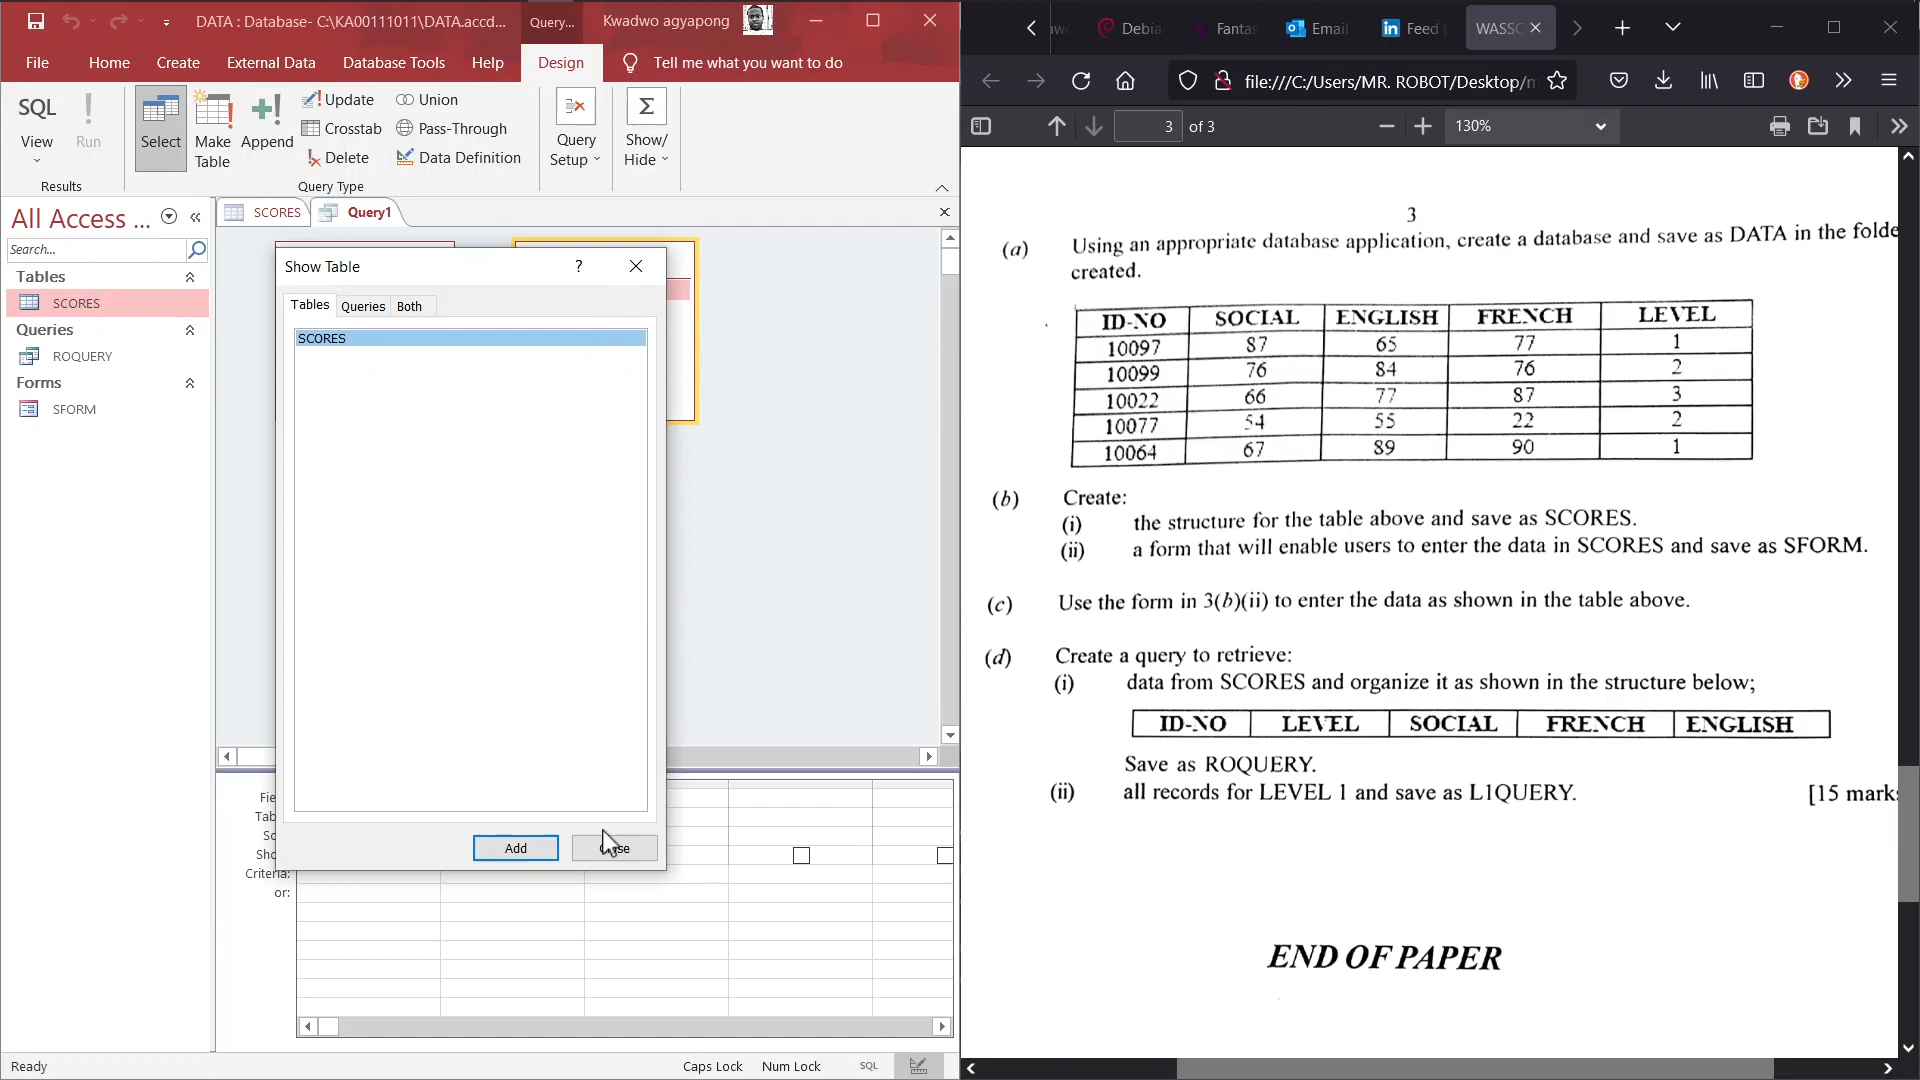 DATA : Database- C:\KA00111011\DATA.accd...
Query...
Kwadwo agyapong
File
Home
Create
External Data
Database Tools
Help
Design
Tell me what you want to do
SQL
View
Run
Select
Make
Table
Append
Update
Crosstab
Delete
Union
Pass-Through
Data Definition
Query
Setup
Show/
Hide
Results
Query Type
All Access ...
Search...
Tables
SCORES
Queries
ROQUERY
Forms
SFORM
SCORES
Query1
Show Table
?
Tables
Queries
Both
SCORES
Add
Criteria:
or:
Ready
Caps Lock
Num Lock
SQL
Debia
Fantas
Email
Feed
WASSC
file:///C:/Users/MR. ROBOT/Desktop/m
3 of 3
130%
3
(a) Using an appropriate database application, create a database and save as DATA in the folde
created.
ID-NO SOCIAL ENGLISH FRENCH LEVEL
10097 87 65 77 1
10099 76 84 76 2
10022 66 77 87 3
10077 54 55 22 2
10064 67 89 90 1
(b) Create:
(i) the structure for the table above and save as SCORES.
(ii) a form that will enable users to enter the data in SCORES and save as SFORM.
(c) Use the form in 3(b)(ii) to enter the data as shown in the table above.
(d) Create a query to retrieve:
(i) data from SCORES and organize it as shown in the structure below;
ID-NO LEVEL SOCIAL FRENCH ENGLISH
Save as ROQUERY.
(ii) all records for LEVEL 1 and save as L1QUERY. [15 marks
END OF PAPER